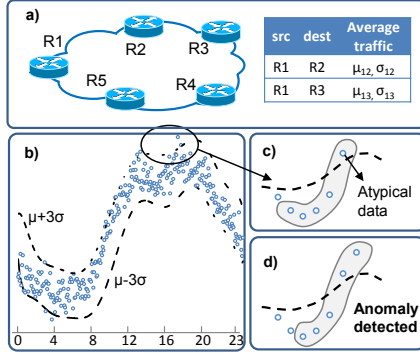 a)
R1
R2
R3
R5
R4
src dest Average traffic
R1 R2 μ12, σ12
R1 R3 μ13, σ13
b)
μ+3σ
μ-3σ
0 4 8 12 16 20 23
c)
Atypical
data
d)
Anomaly
detected